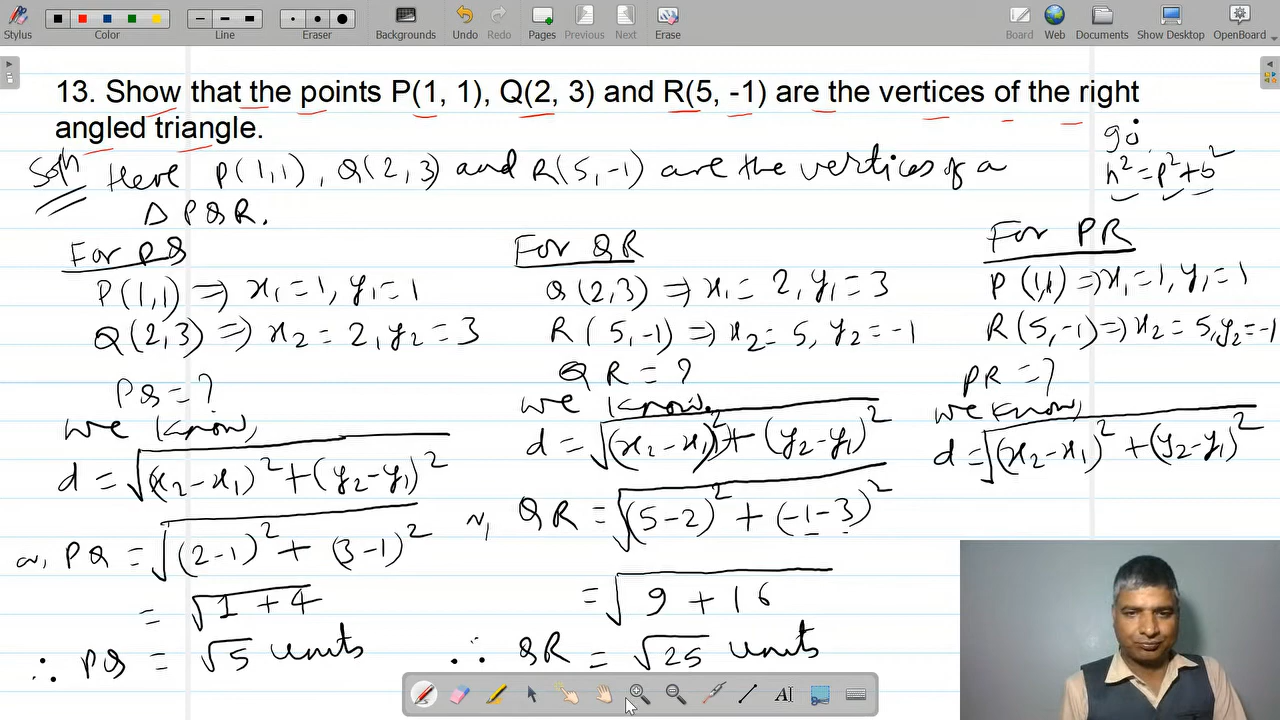 Stylus Color Line Eraser Backgrounds Undo Redo Pages Previous Next Erase Board Web Documents Show Desktop OpenBoard
13. Show that the points P(1, 1), Q(2, 3) and R(5, -1) are the vertices of the right
angled triangle.
90°
h² = p² + b²
Solⁿ Here P(1,1), Q(2,3) and R(5,-1) are the vertices of a
Δ PQR.
For PQ
P(1,1) ⇒ x₁ = 1, y₁ = 1
Q(2,3) ⇒ x₂ = 2, y₂ = 3
PQ = ?
we know,
d = √(x₂-x₁)² + (y₂-y₁)²
or, PQ = √(2-1)² + (3-1)²
= √1 + 4
∴ PQ = √5 units
For QR
Q(2,3) ⇒ x₁ = 2, y₁ = 3
R(5,-1) ⇒ x₂ = 5, y₂ = -1
QR = ?
we know,
d = √(x₂-x₁)² + (y₂-y₁)²
or, QR = √(5-2)² + (-1-3)²
= √9 + 16
∴ QR = √25 units
For PR
P(1,1) ⇒ x₁ = 1, y₁ = 1
R(5,-1) ⇒ x₂ = 5, y₂ = -1
PR = ?
we know,
d = √(x₂-x₁)² + (y₂-y₁)²
AI